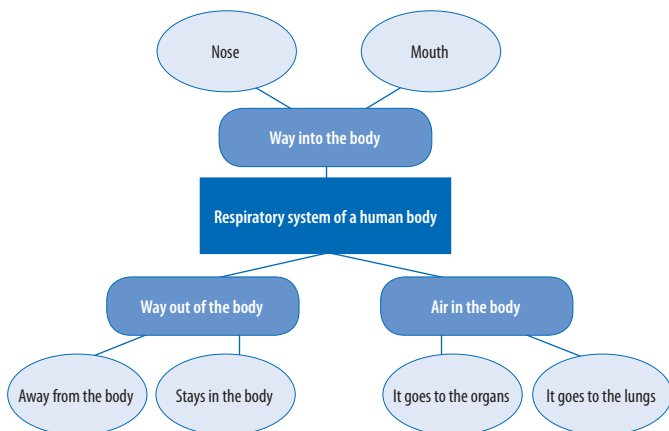 Nose
Mouth
Way into the body
Respiratory system of a human body
Way out of the body
Air in the body
Away from the body
Stays in the body
It goes to the organs
It goes to the lungs